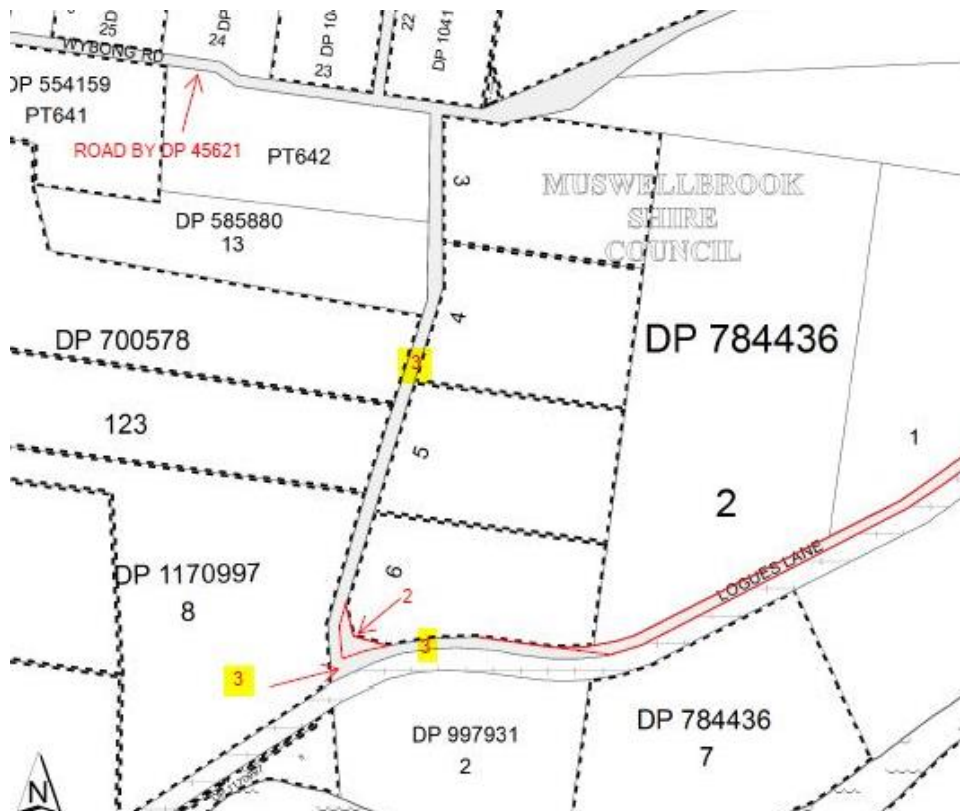 25
24
DP 104
22
DP 1041
23
WYBONG RD
DP 554159
PT641
ROAD BY DP 45621
PT642
3
MUSWELLBROOK
SHIRE
COUNCIL
DP 585880
13
4
DP 700578
DP 784436
3
123
5
1
2
DP 1170997
8
6
2
LOGUES LANE
3
3
DP 784436
7
DP 997931
2
N